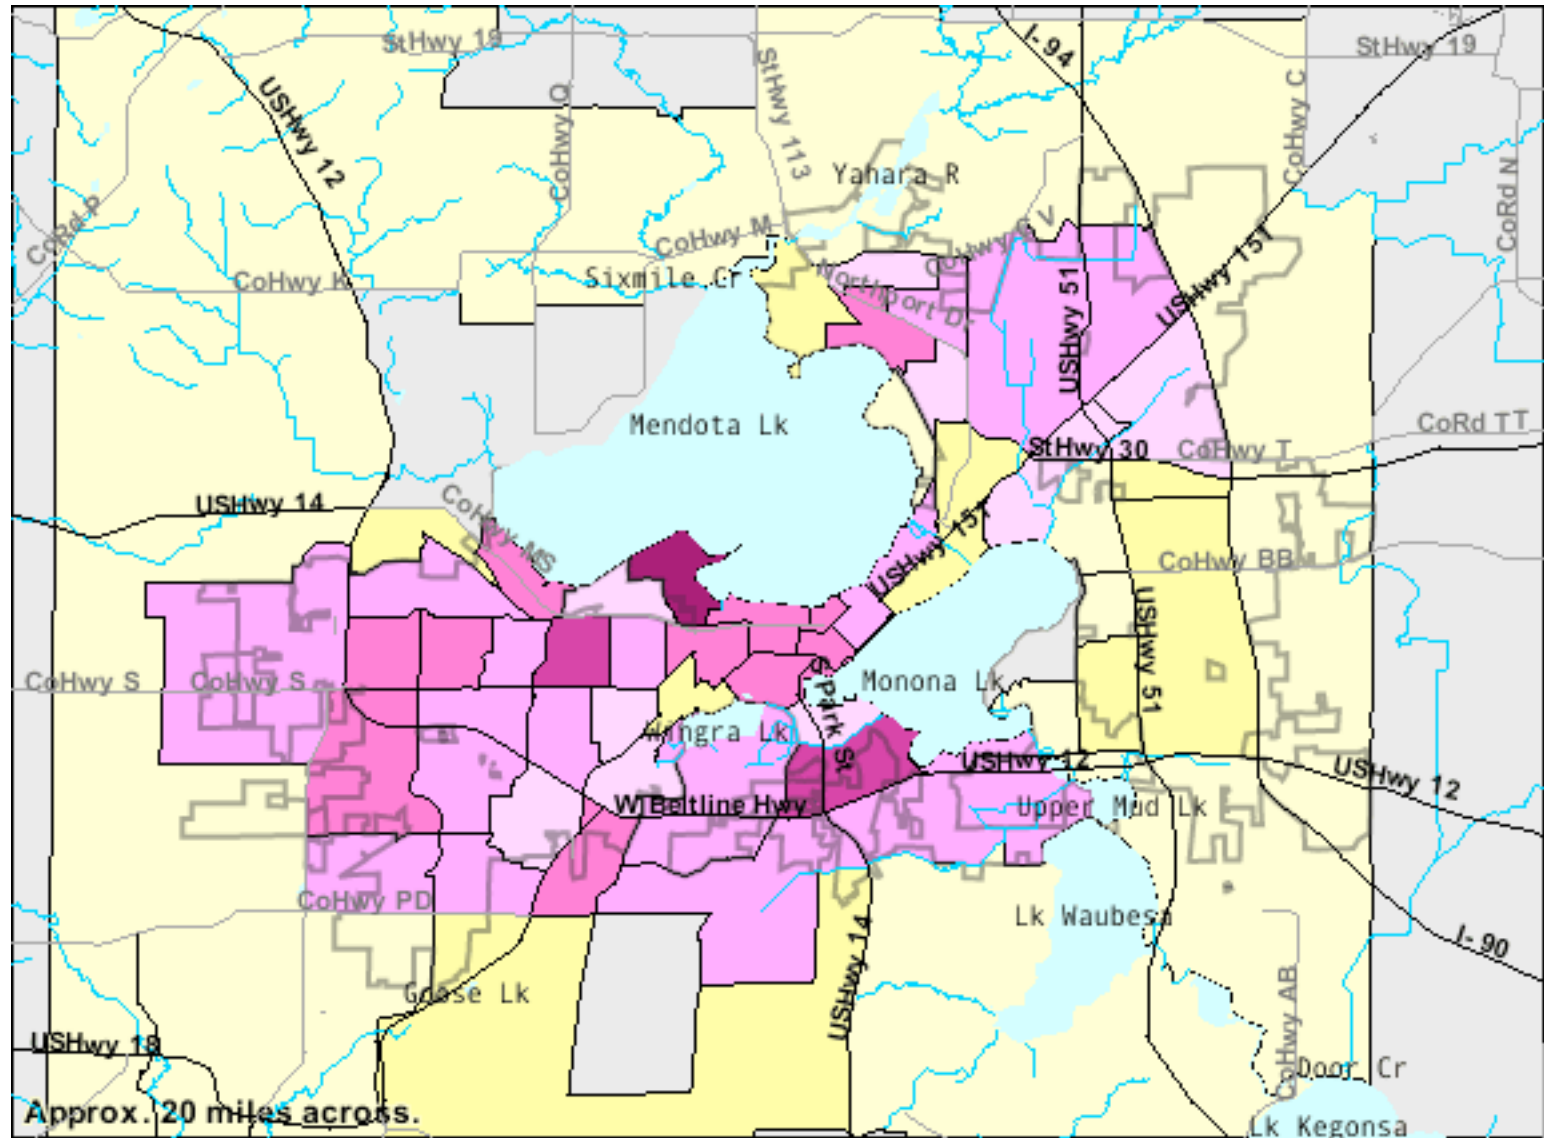 StHwy 19
I-94
StHwy 19
USHwy 12
CoHwy Q
StHwy 113
CoHwy C
Yahara R
CoRd N
CoRd P
CoHwy M
CoHwy CV
USHwy 151
CoHwy K
Sixmile Cr
Northport Dr
USHwy 51
Mendota Lk
CoRd TT
StHwy 30
CoHwy T
USHwy 14
CoHwy MS
USHwy 151
CoHwy BB
USHwy 51
CoHwy S
CoHwy S
Monona Lk
S Park St
Wingra Lk
USHwy 12
USHwy 12
W Beltline Hwy
Upper Mud Lk
CoHwy PD
Lk Waubesa
USHwy 14
I-90
Goose Lk
CoHwy AB
USHwy 18
Door Cr
Approx. 20 miles across.
Lk Kegonsa